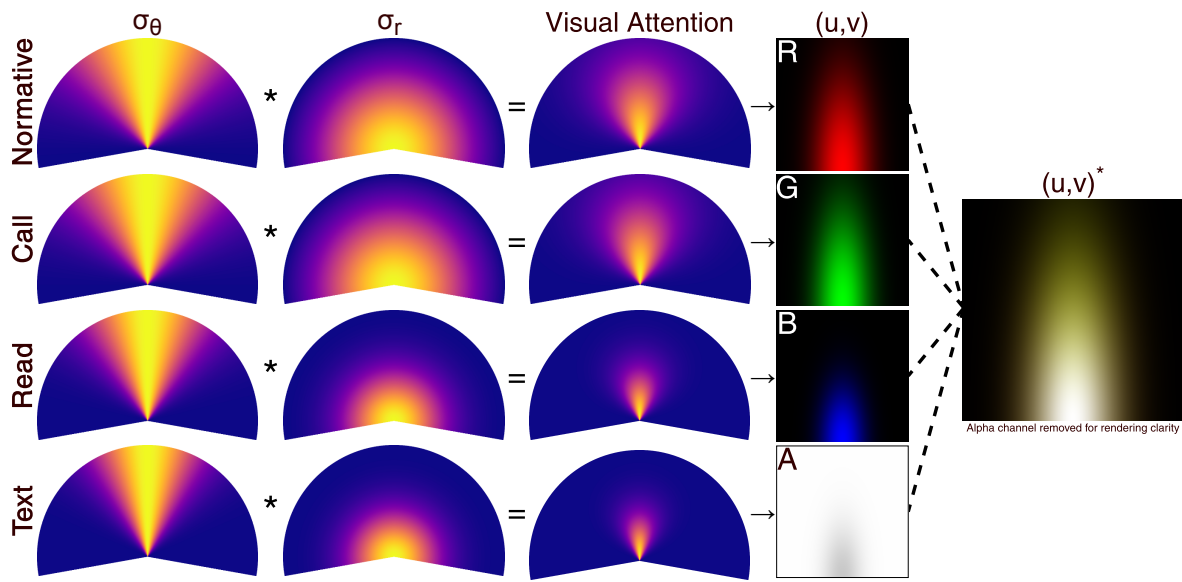 σθ σr Visual Attention (u,v)
Normative * = → R
Call * = → G
(u,v)*
Read * = → B
Alpha channel removed for rendering clarity
Text * = → A